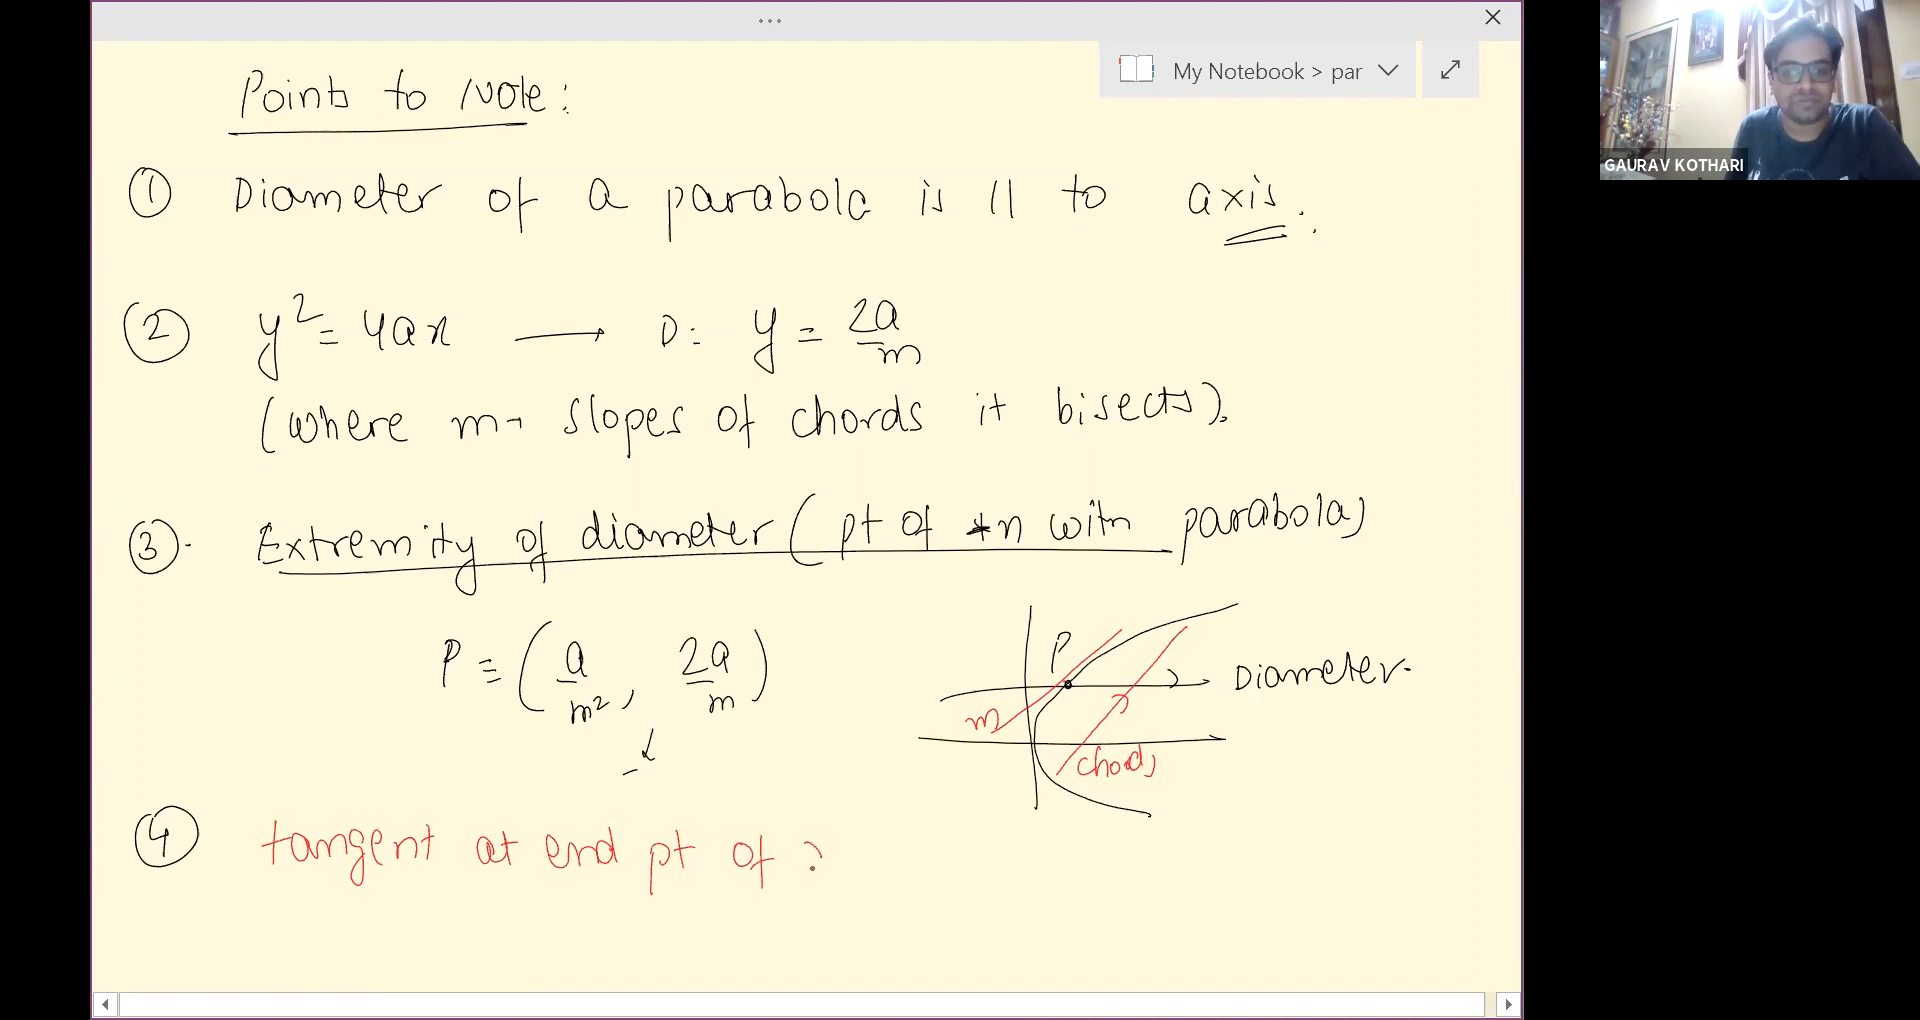 My Notebook > par
GAURAV KOTHARI
Points to Note:
① Diameter of a parabola is || to axis.
② y² = 4ax → D: y = 2a/m
(where m → slopes of chords it bisects).
③. Extremity of diameter (pt of *n with parabola)
P ≡ (a/m², 2a/m)
P
Diameter.
m
chords
④ tangent at end pt of